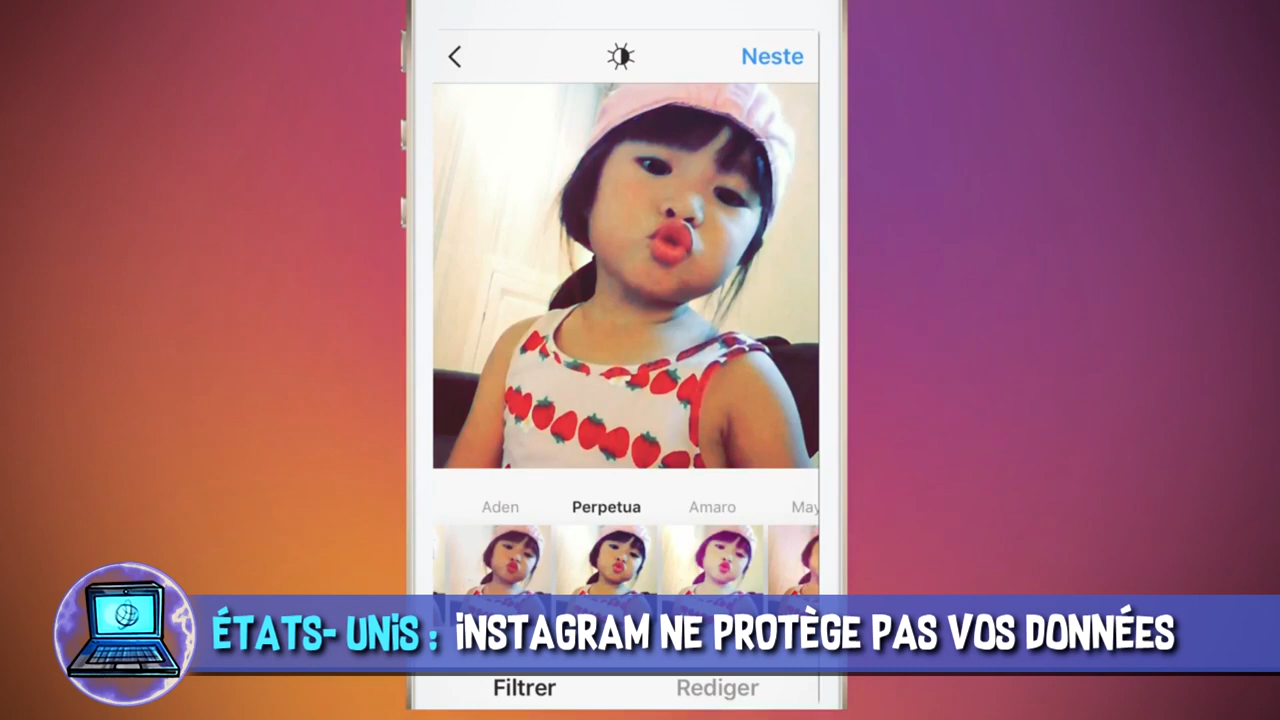 Neste
Aden Perpetua Amaro May
ÉTATS- UNIS : INSTAGRAM NE PROTÈGE PAS VOS DONNÉES
Filtrer Rediger